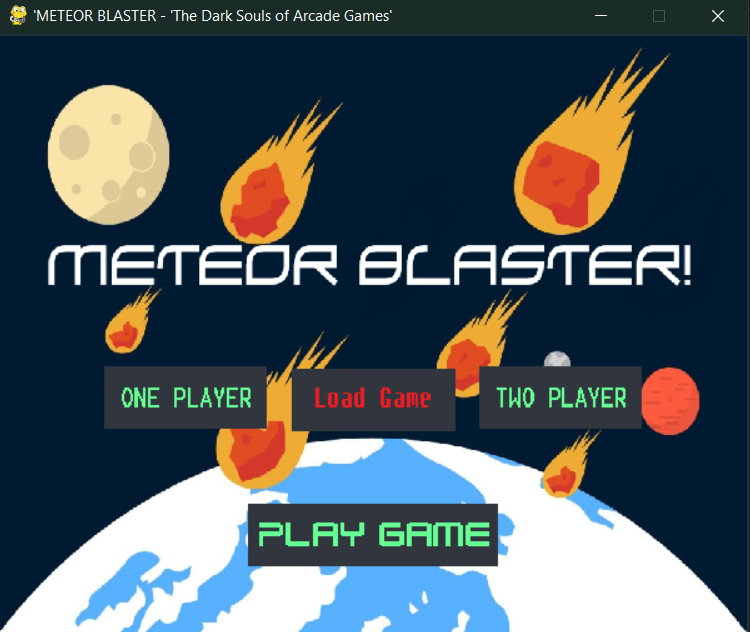 'METEOR BLASTER - 'The Dark Souls of Arcade Games'
METEOR BLASTER!
ONE PLAYER
Load Game
TWO PLAYER
PLAY GAME